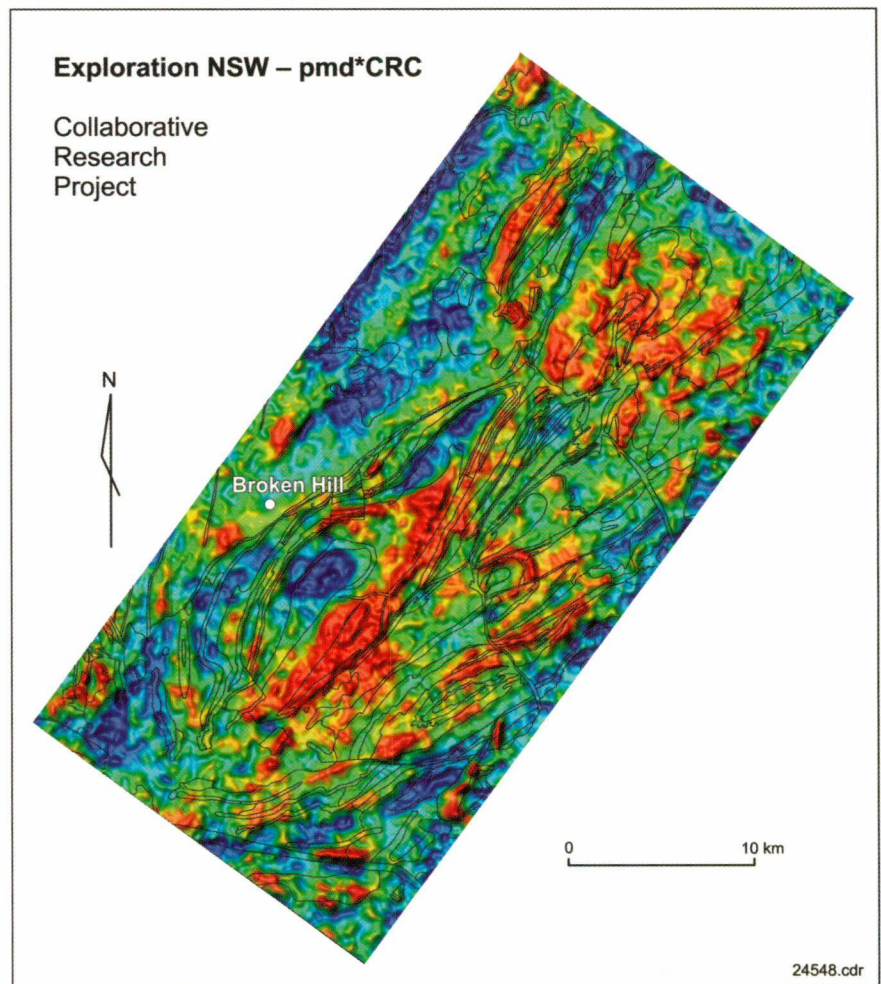 Exploration NSW – pmd*CRC
Collaborative
Research
Project
N
Broken Hill
0 10 km
24548.cdr